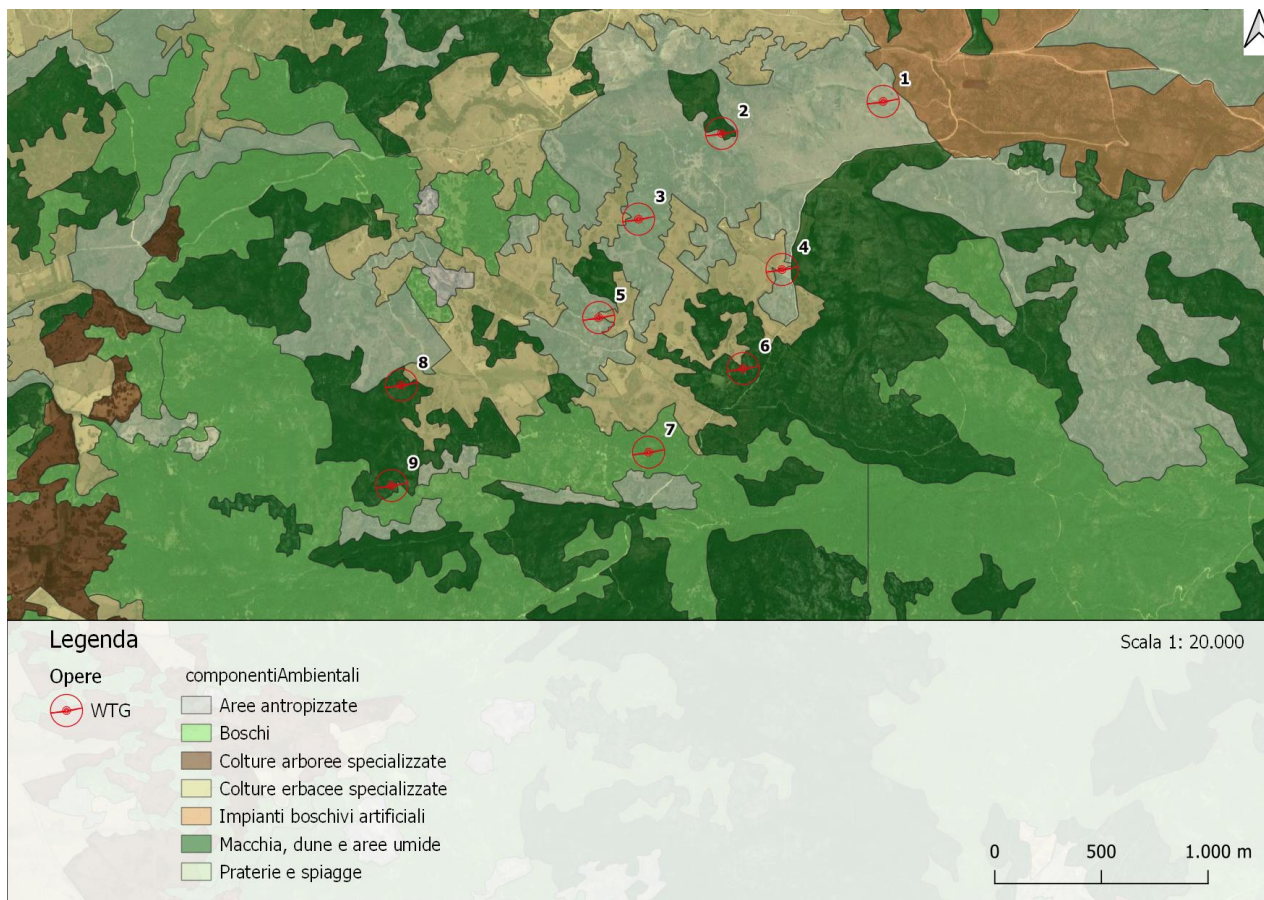 1
2
3
4
5
6
7
8
9
Legenda
Scala 1: 20.000
Opere
componentiAmbientali
WTG
Aree antropizzate
Boschi
Colture arboree specializzate
Colture erbacee specializzate
Impianti boschivi artificiali
Macchia, dune e aree umide
Praterie e spiagge
0 500 1.000 m